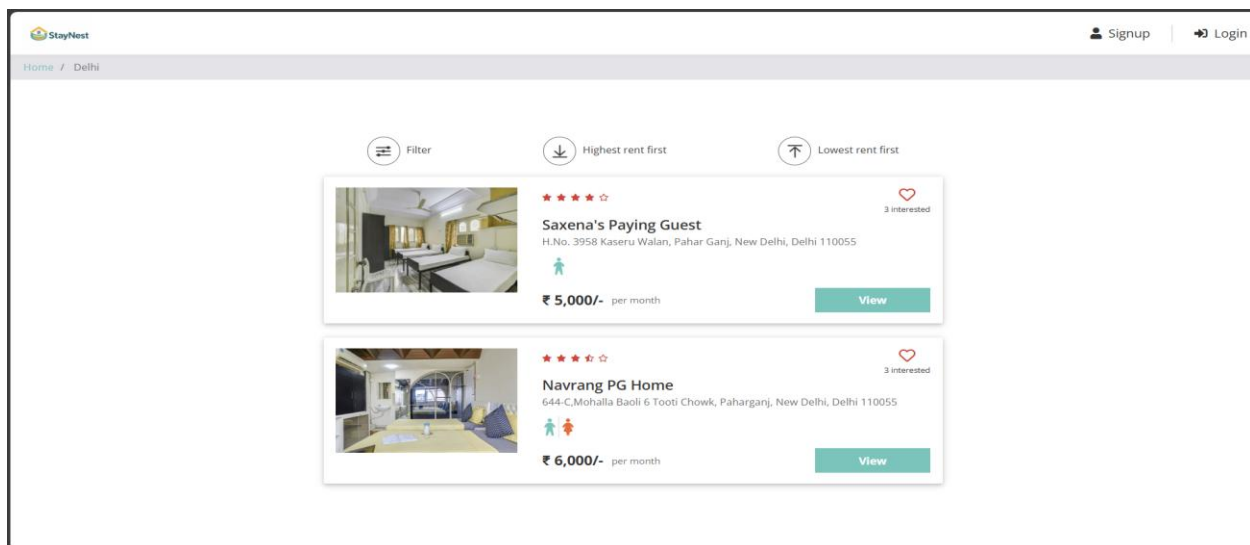 StayNest
Signup
Login
Home / Delhi
Filter
Highest rent first
Lowest rent first
3 interested
Saxena's Paying Guest
H.No. 3958 Kaseru Walan, Pahar Ganj, New Delhi, Delhi 110055
₹ 5,000/- per month
View
3 interested
Navrang PG Home
644-C,Mohalla Baoli 6 Tooti Chowk, Paharganj, New Delhi, Delhi 110055
₹ 6,000/- per month
View